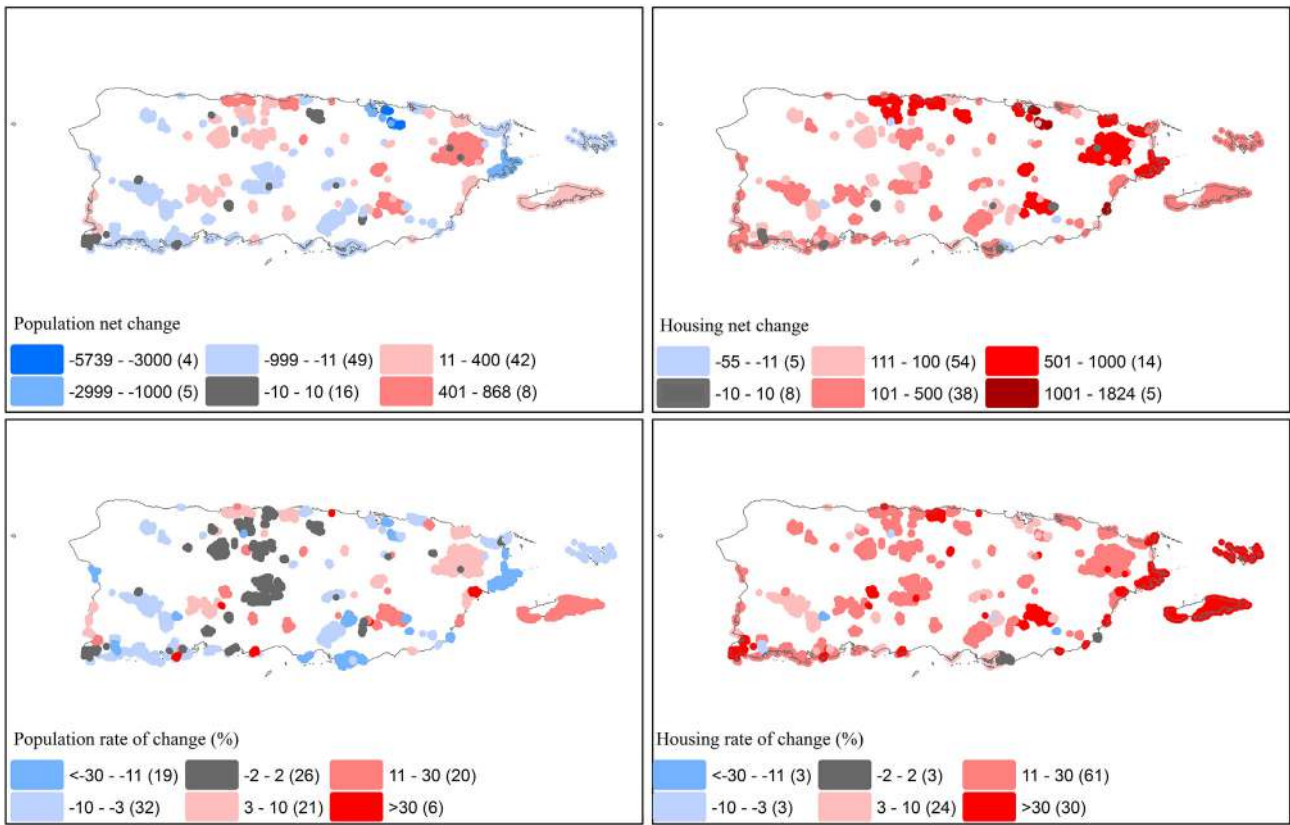 Population net change
-5739 - -3000 (4) -999 - -11 (49) 11 - 400 (42)
-2999 - -1000 (5) -10 - 10 (16) 401 - 868 (8)
Housing net change
-55 - -11 (5) 111 - 100 (54) 501 - 1000 (14)
-10 - 10 (8) 101 - 500 (38) 1001 - 1824 (5)
Population rate of change (%)
<-30 - -11 (19) -2 - 2 (26) 11 - 30 (20)
-10 - -3 (32) 3 - 10 (21) >30 (6)
Housing rate of change (%)
<-30 - -11 (3) -2 - 2 (3) 11 - 30 (61)
-10 - -3 (3) 3 - 10 (24) >30 (30)